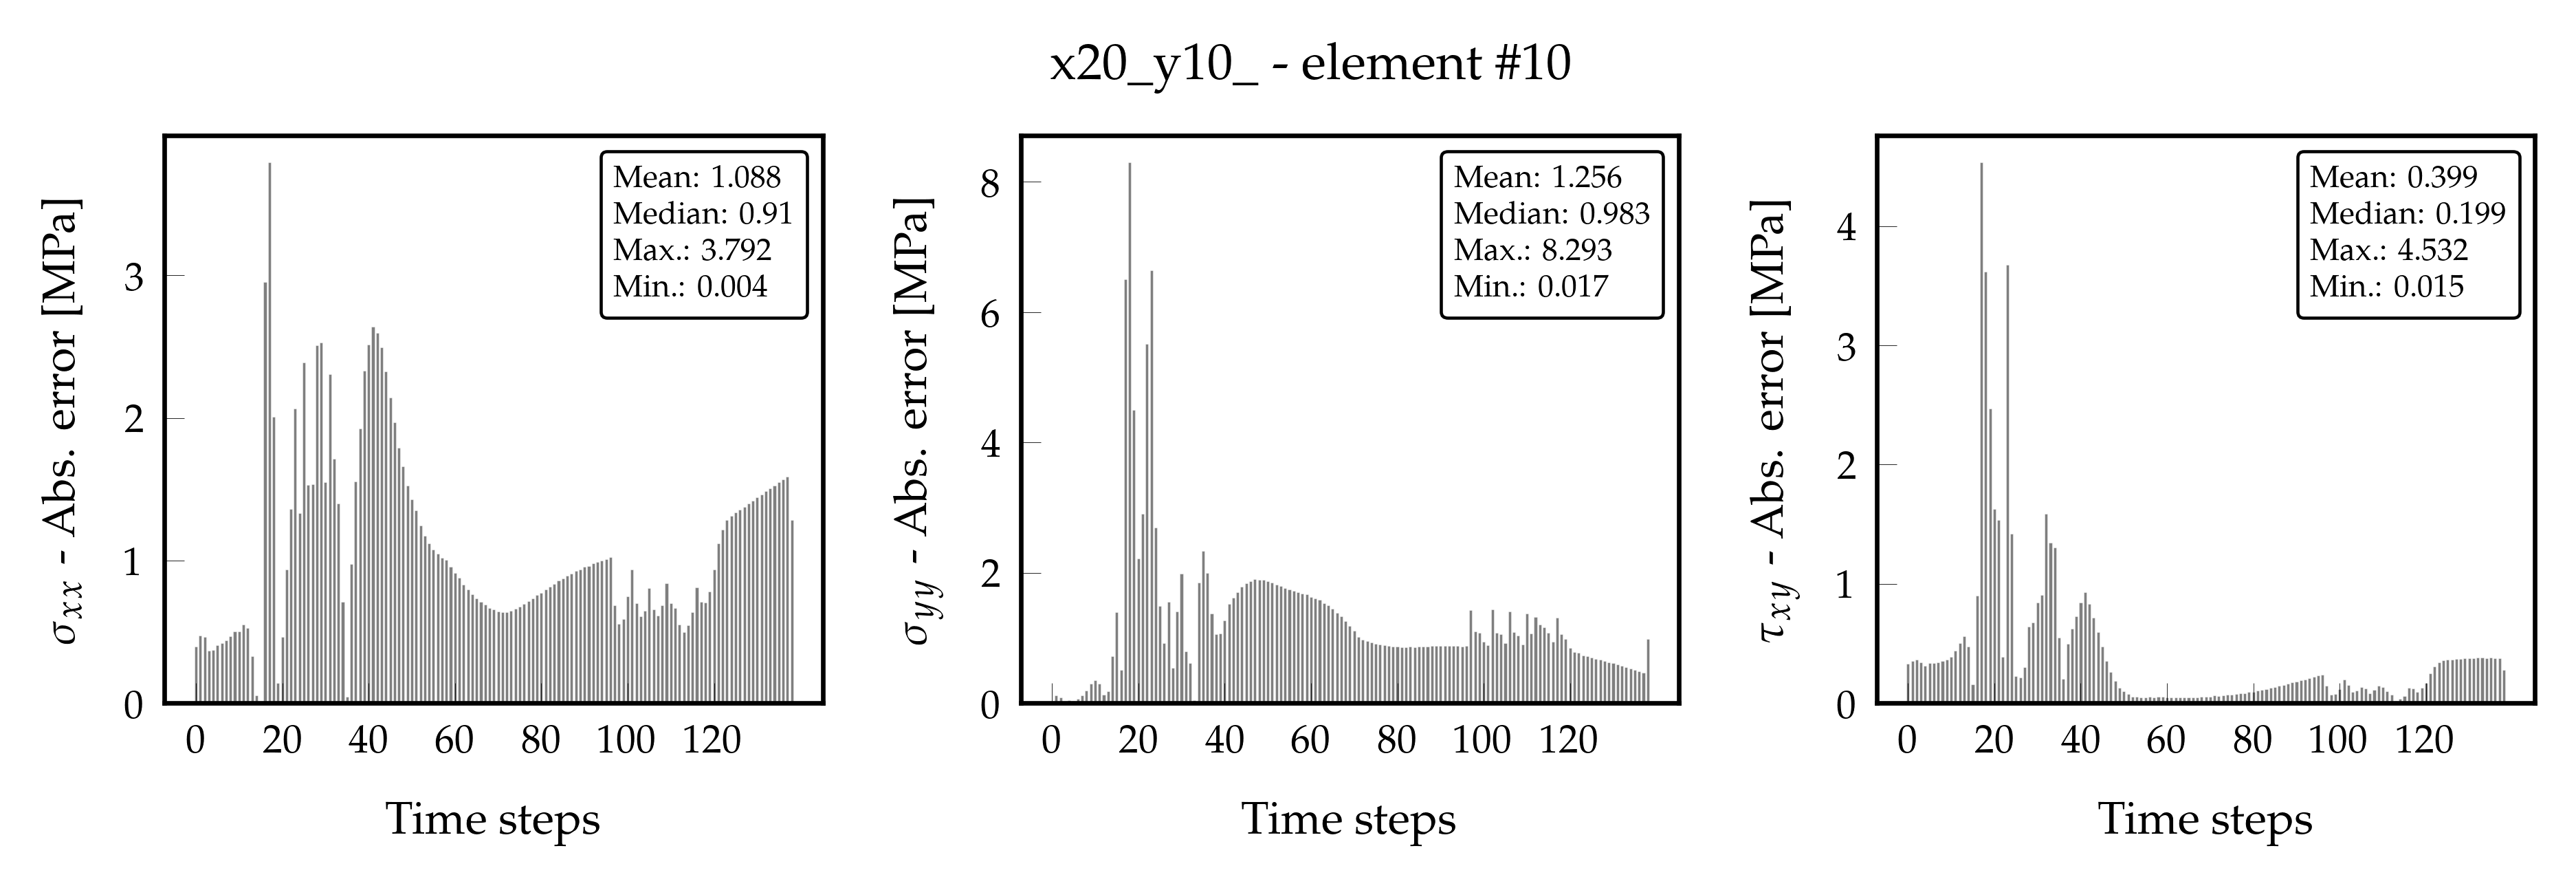 x20_y10_ - element #10
σxx - Abs. error [MPa]
3
2
1
0
Mean: 1.088
Median: 0.91
Max.: 3.792
Min.: 0.004
0 20 40 60 80 100 120
Time steps
σyy - Abs. error [MPa]
8
6
4
2
0
Mean: 1.256
Median: 0.983
Max.: 8.293
Min.: 0.017
0 20 40 60 80 100 120
Time steps
τxy - Abs. error [MPa]
4
3
2
1
0
Mean: 0.399
Median: 0.199
Max.: 4.532
Min.: 0.015
0 20 40 60 80 100 120
Time steps